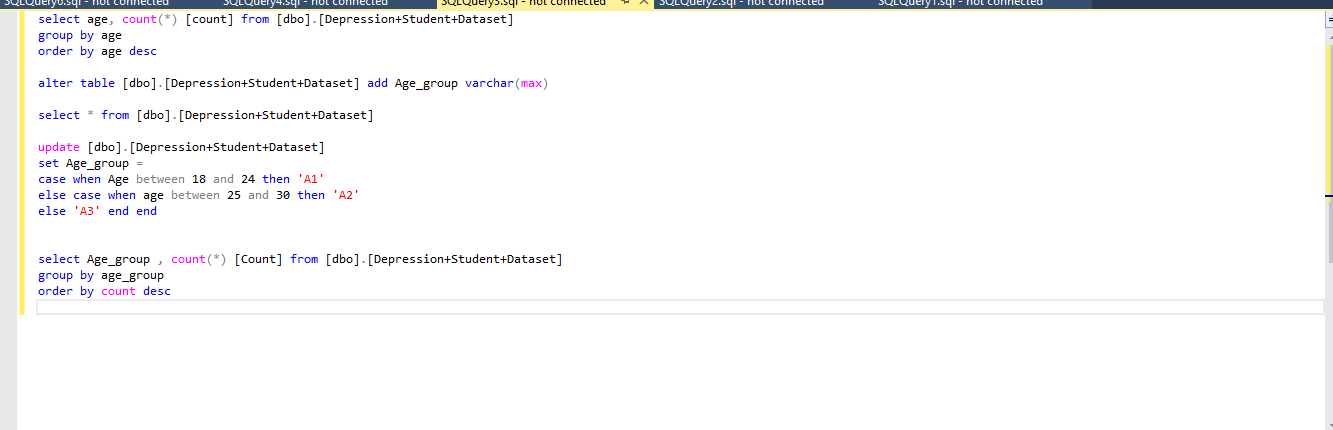 SQLQuery6.sql - not connected SQLQuery4.sql - not connected SQLQuery5.sql - not connected SQLQuery2.sql - not connected SQLQuery1.sql - not connected
select age, count(*) [count] from [dbo].[Depression+Student+Dataset]
group by age
order by age desc
alter table [dbo].[Depression+Student+Dataset] add Age_group varchar(max)
select * from [dbo].[Depression+Student+Dataset]
update [dbo].[Depression+Student+Dataset]
set Age_group =
case when Age between 18 and 24 then 'A1'
else case when age between 25 and 30 then 'A2'
else 'A3' end end
select Age_group , count(*) [Count] from [dbo].[Depression+Student+Dataset]
group by age_group
order by count desc